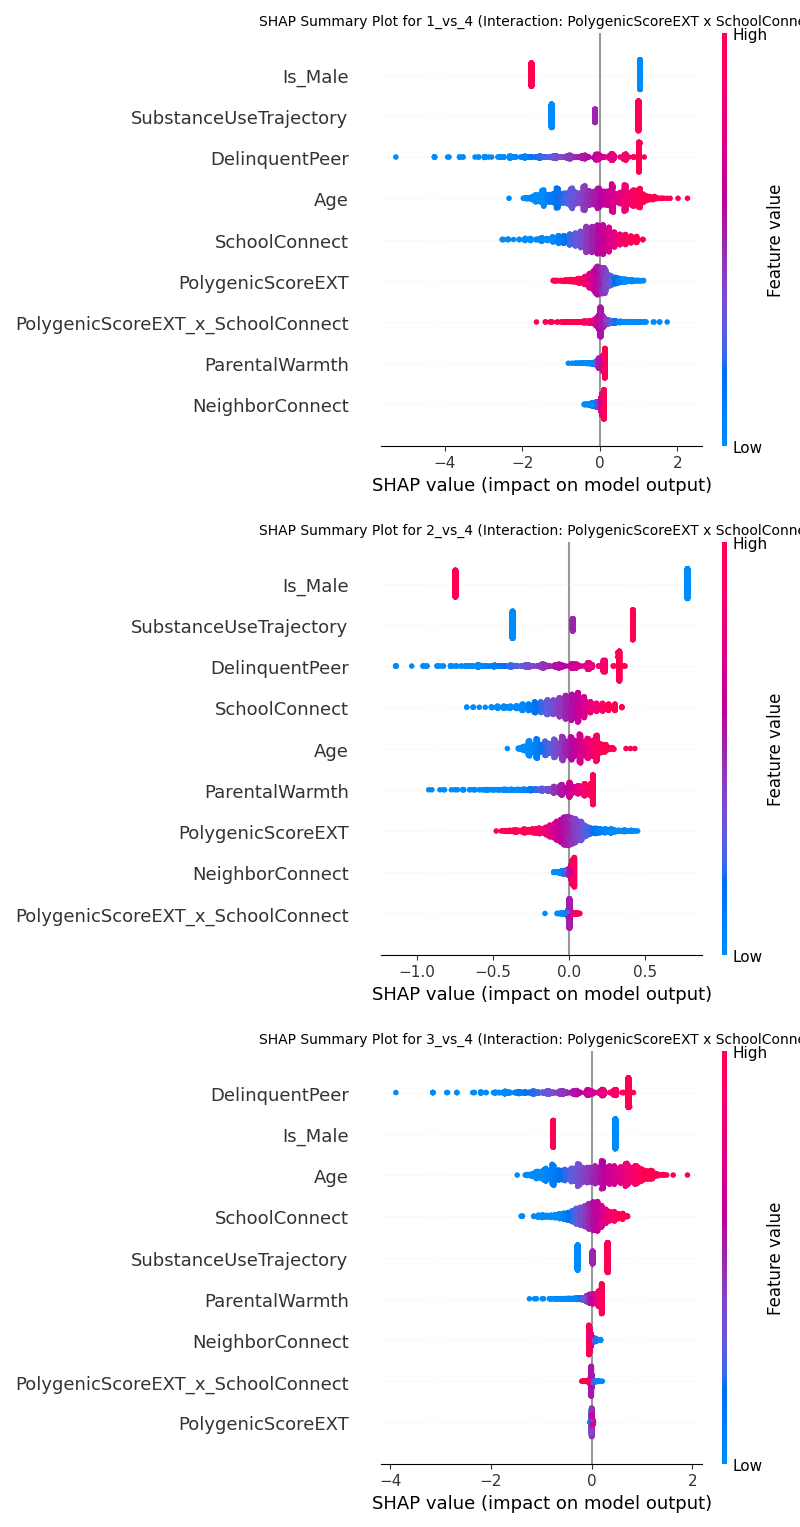 SHAP Summary Plot for 1_vs_4 (Interaction: PolygenicScoreEXT x SchoolConne
High
Is_Male
SubstanceUseTrajectory
DelinquentPeer
Age
SchoolConnect
PolygenicScoreEXT
PolygenicScoreEXT_x_SchoolConnect
ParentalWarmth
NeighborConnect
Feature value
Low
−4 −2 0 2
SHAP value (impact on model output)
SHAP Summary Plot for 2_vs_4 (Interaction: PolygenicScoreEXT x SchoolConne
High
Is_Male
SubstanceUseTrajectory
DelinquentPeer
SchoolConnect
Age
ParentalWarmth
PolygenicScoreEXT
NeighborConnect
PolygenicScoreEXT_x_SchoolConnect
Feature value
Low
−1.0 −0.5 0.0 0.5
SHAP value (impact on model output)
SHAP Summary Plot for 3_vs_4 (Interaction: PolygenicScoreEXT x SchoolConne
High
DelinquentPeer
Is_Male
Age
SchoolConnect
SubstanceUseTrajectory
ParentalWarmth
NeighborConnect
PolygenicScoreEXT_x_SchoolConnect
PolygenicScoreEXT
Feature value
Low
−4 −2 0 2
SHAP value (impact on model output)